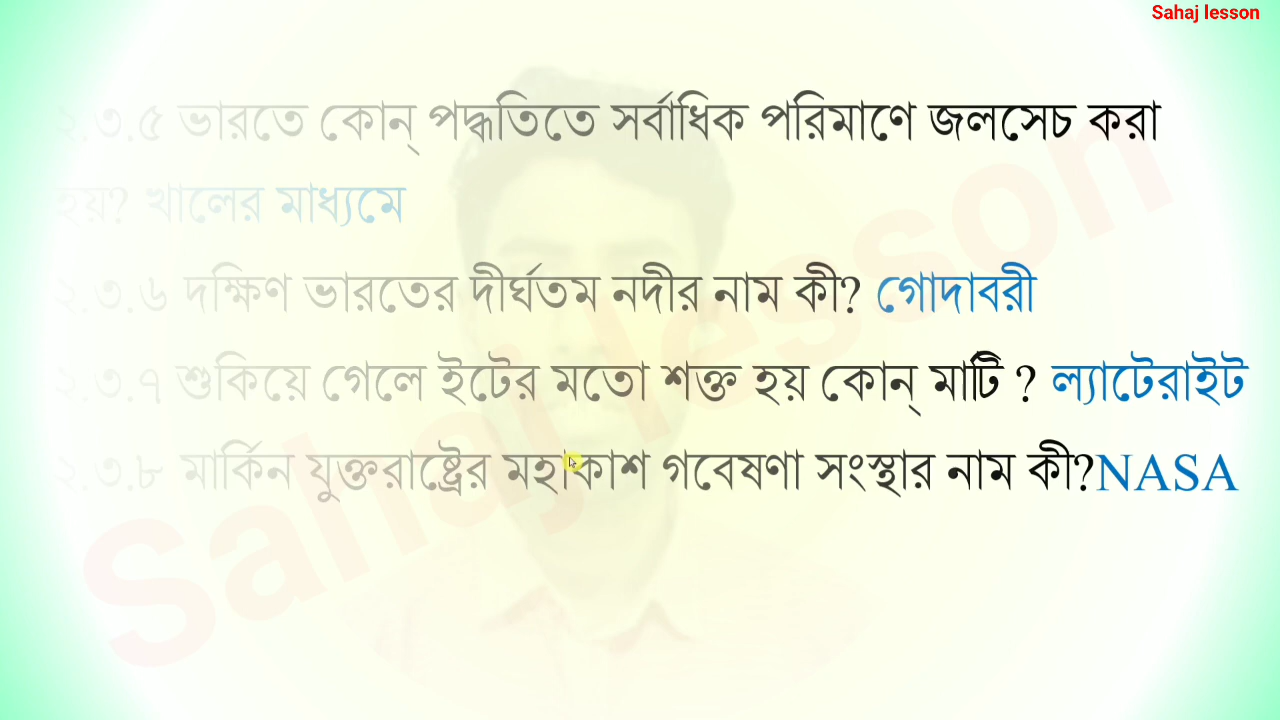 Sahaj lesson
২.৩.৫ ভারতে কোন্ পদ্ধতিতে সর্বাধিক পরিমাণে জলসেচ করা
হয়? খালের মাধ্যমে
২.৩.৬ দক্ষিণ ভারতের দীর্ঘতম নদীর নাম কী? গোদাবরী
২.৩.৭ শুকিয়ে গেলে ইটের মতো শক্ত হয় কোন্ মাটি ? ল্যাটেরাইট
২.৩.৮ মার্কিন যুক্তরাষ্ট্রের মহাকাশ গবেষণা সংস্থার নাম কী?NASA
Sahaj lesson